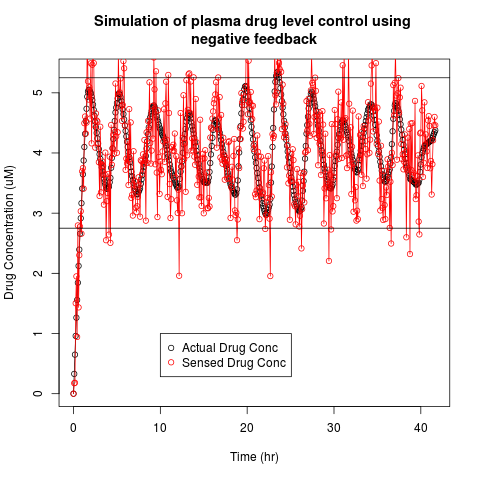 Simulation of plasma drug level control using
negative feedback
Drug Concentration (uM)
5
4
3
2
1
0
Actual Drug Conc
Sensed Drug Conc
0 10 20 30 40
Time (hr)